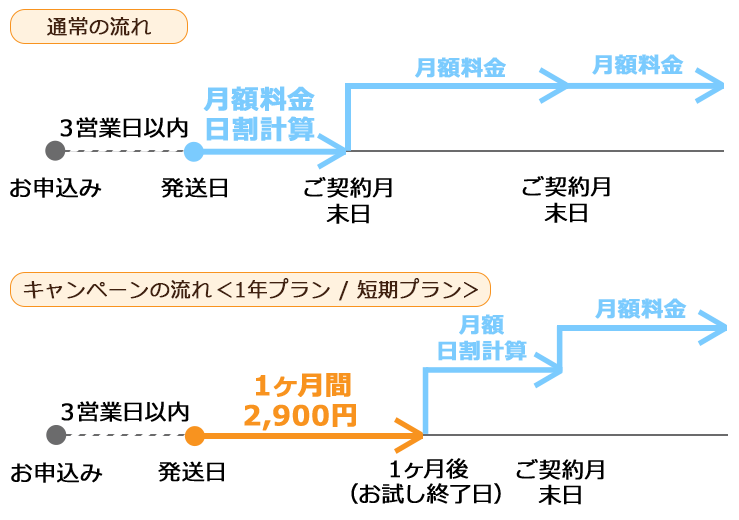 通常の流れ
月額料金
月額料金
月額料金
日割計算
3営業日以内
お申込み
発送日
ご契約月
末日
ご契約月
末日
キャンペーンの流れ<1年プラン / 短期プラン>
月額料金
月額
日割計算
1ヶ月間
2,900円
3営業日以内
お申込み
発送日
1ヶ月後
(お試し終了日)
ご契約月
末日